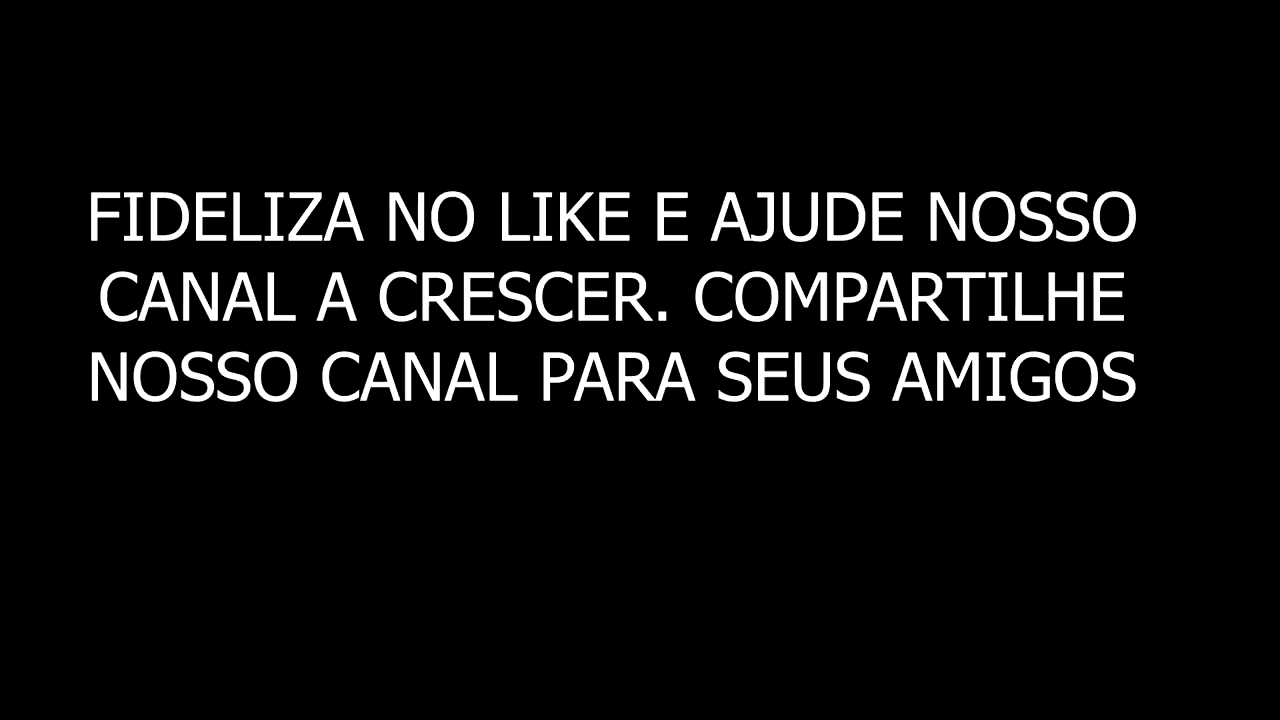 FIDELIZA NO LIKE E AJUDE NOSSO
CANAL A CRESCER. COMPARTILHE
NOSSO CANAL PARA SEUS AMIGOS